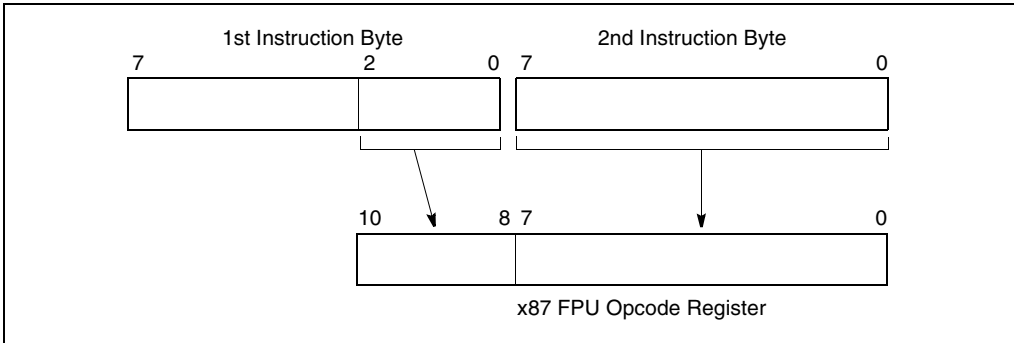 1st Instruction Byte 2nd Instruction Byte
7 2 0 7 0
10 8 7 0
x87 FPU Opcode Register